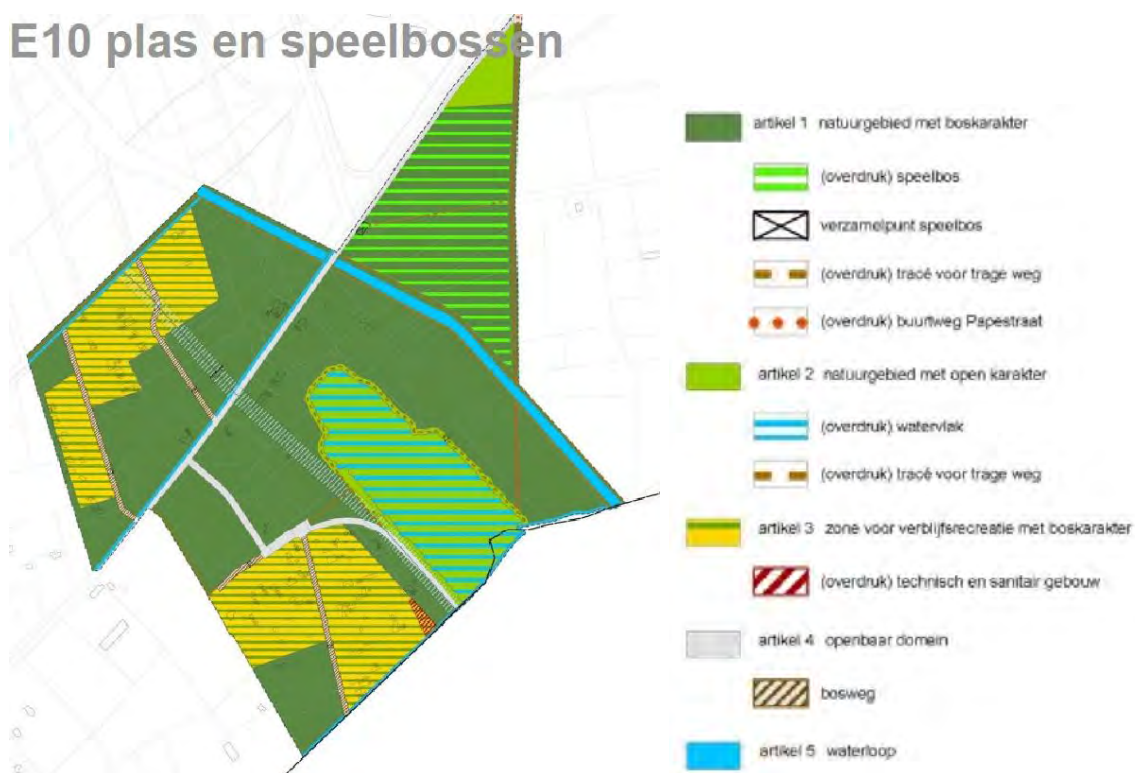 E10 plas en speelbossen
artikel 1 natuurgebied met boskarakter
(overdruk) speelbos
verzamelpunt speelbos
(overdruk) tracé voor trage weg
(overdruk) buurtweg Papestraat
artikel 2 natuurgebied met open karakter
(overdruk) watervlak
(overdruk) tracé voor trage weg
artikel 3 zone voor verblijfsrecreatie met boskarakter
(overdruk) technisch en sanitair gebouw
artikel 4 openbaar domein
bosweg
artikel 5 waterloop